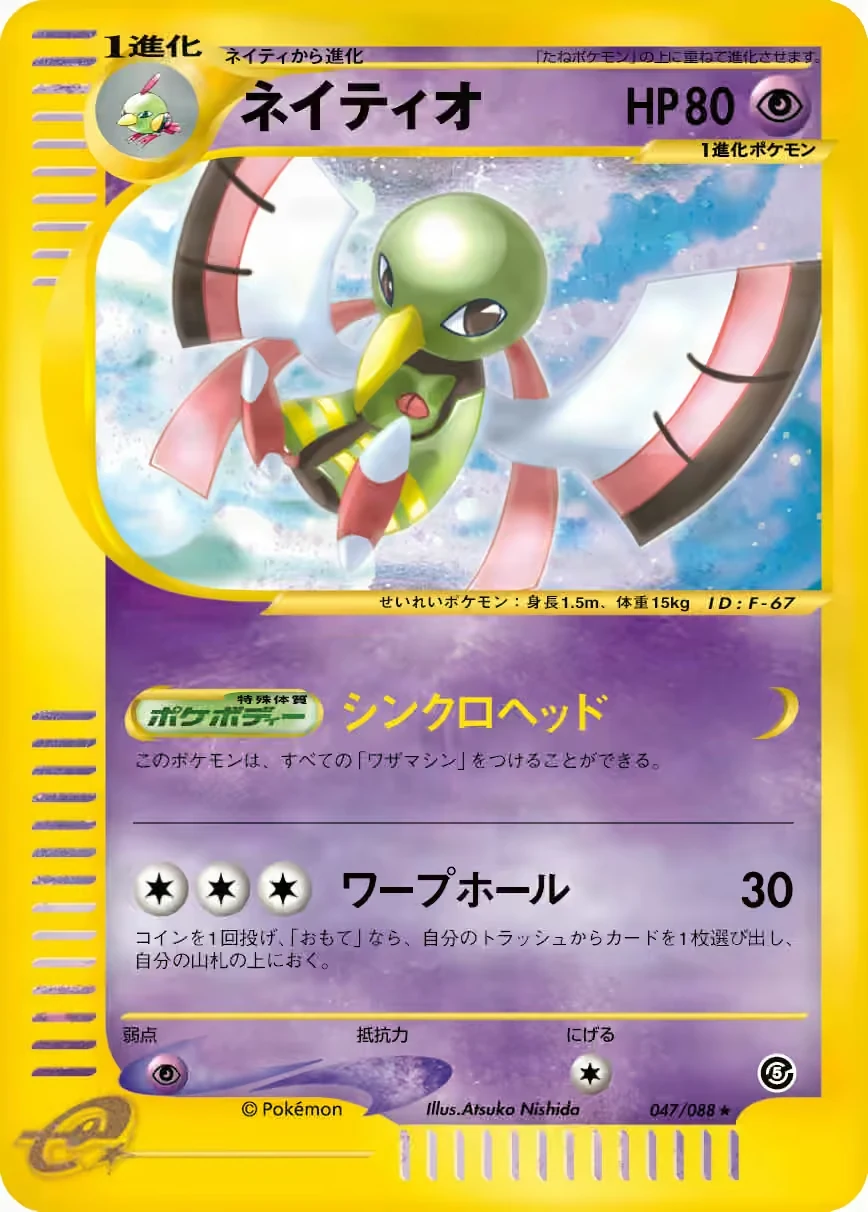 1進化
ネイティから進化
「たねポケモン」の上に重ねて進化させます。
ネイティオ
HP80
1進化ポケモン
せいれいポケモン：身長1.5m、体重15kg ID：F-67
特殊体質
ポケボディー
シンクロヘッド
このポケモンは、すべての「ワザマシン」をつけることができる。
ワープホール 30
コインを1回投げ、「おもて」なら、自分のトラッシュからカードを1枚選び出し、
自分の山札の上におく。
弱点 抵抗力 にげる
5
© Pokémon Illus.Atsuko Nishida 047/088 ★
e